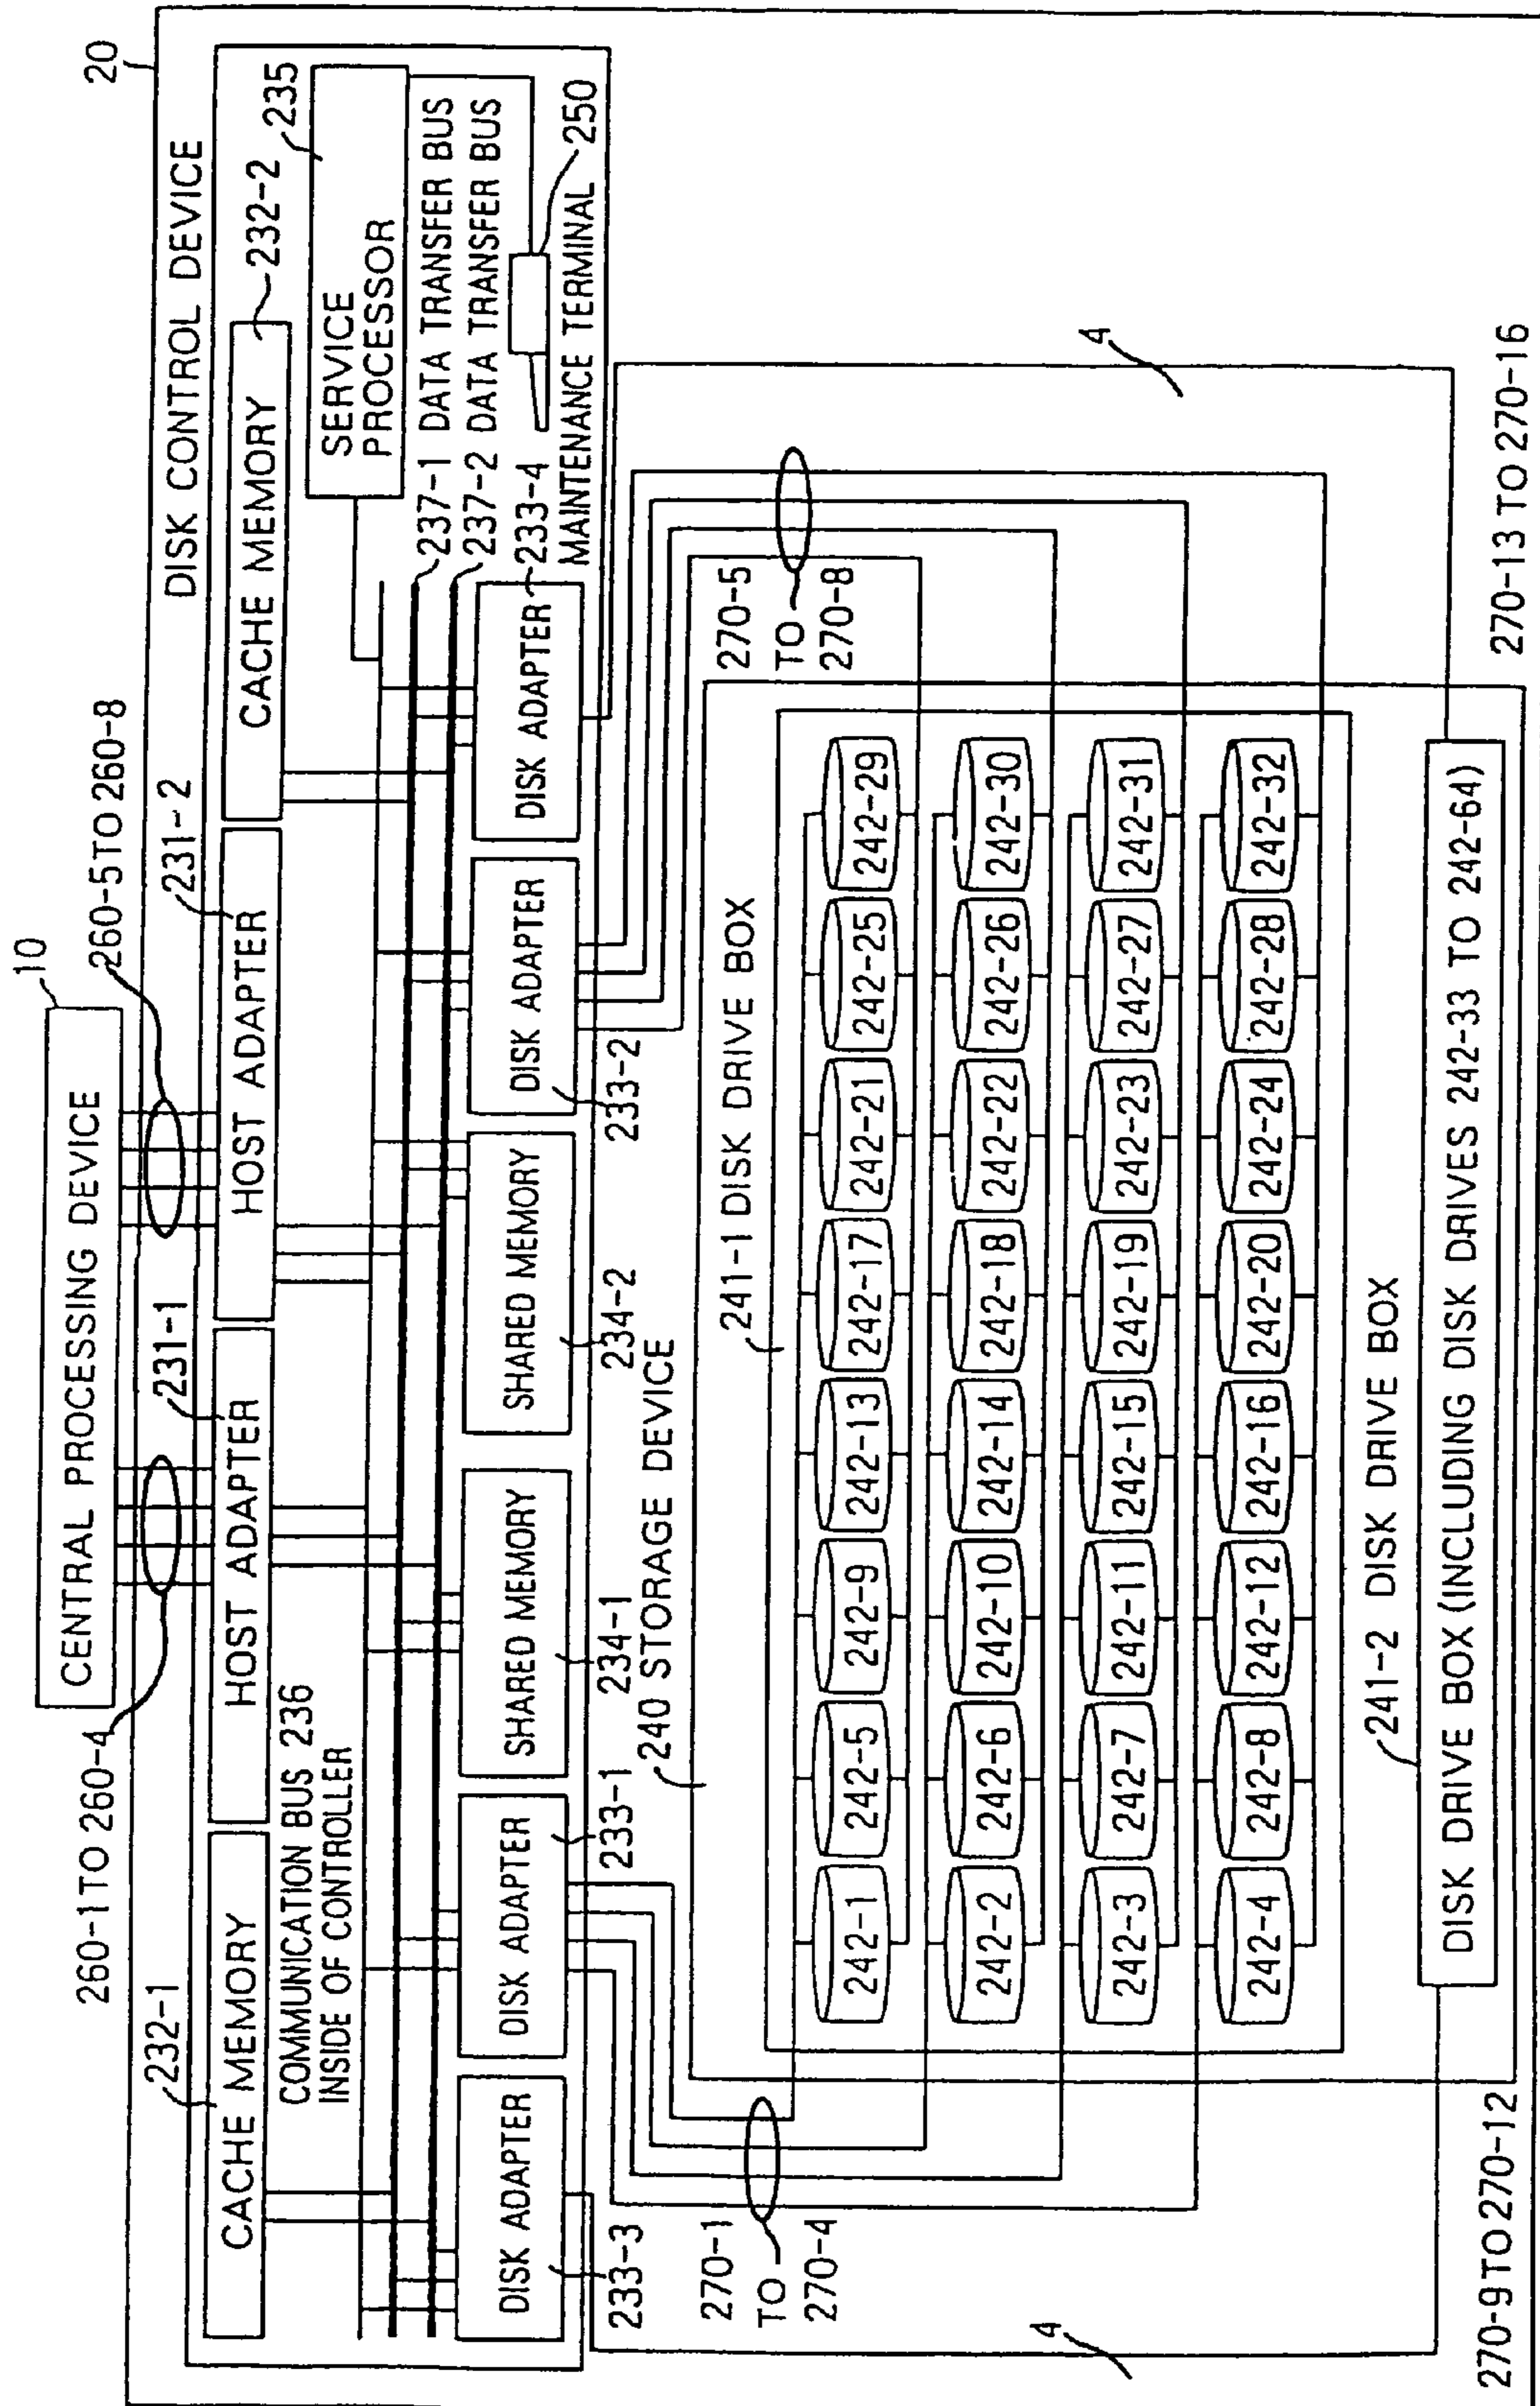 10
CENTRAL PROCESSING DEVICE
20
260-1 TO 260-4
260-5 TO 260-8
DISK CONTROL DEVICE
232-1
231-1
231-2
232-2
235
CACHE MEMORY
HOST ADAPTER
HOST ADAPTER
CACHE MEMORY
COMMUNICATION BUS 236
INSIDE OF CONTROLLER
SERVICE
PROCESSOR
237-1 DATA TRANSFER BUS
237-2 DATA TRANSFER BUS
DISK ADAPTER
DISK ADAPTER
SHARED MEMORY
SHARED MEMORY
DISK ADAPTER
DISK ADAPTER
233-4
250
MAINTENANCE TERMINAL
233-3
233-1
234-1
234-2
233-2
240 STORAGE DEVICE
270-1
TO
270-4
270-5
TO
270-8
241-1 DISK DRIVE BOX
242-1 242-5 242-9 242-13 242-17 242-21 242-25 242-29
242-2 242-6 242-10 242-14 242-18 242-22 242-26 242-30
242-3 242-7 242-11 242-15 242-19 242-23 242-27 242-31
242-4 242-8 242-12 242-16 242-20 242-24 242-28 242-32
4
4
241-2 DISK DRIVE BOX
DISK DRIVE BOX (INCLUDING DISK DRIVES 242-33 TO 242-64)
270-9 TO 270-12
270-13 TO 270-16